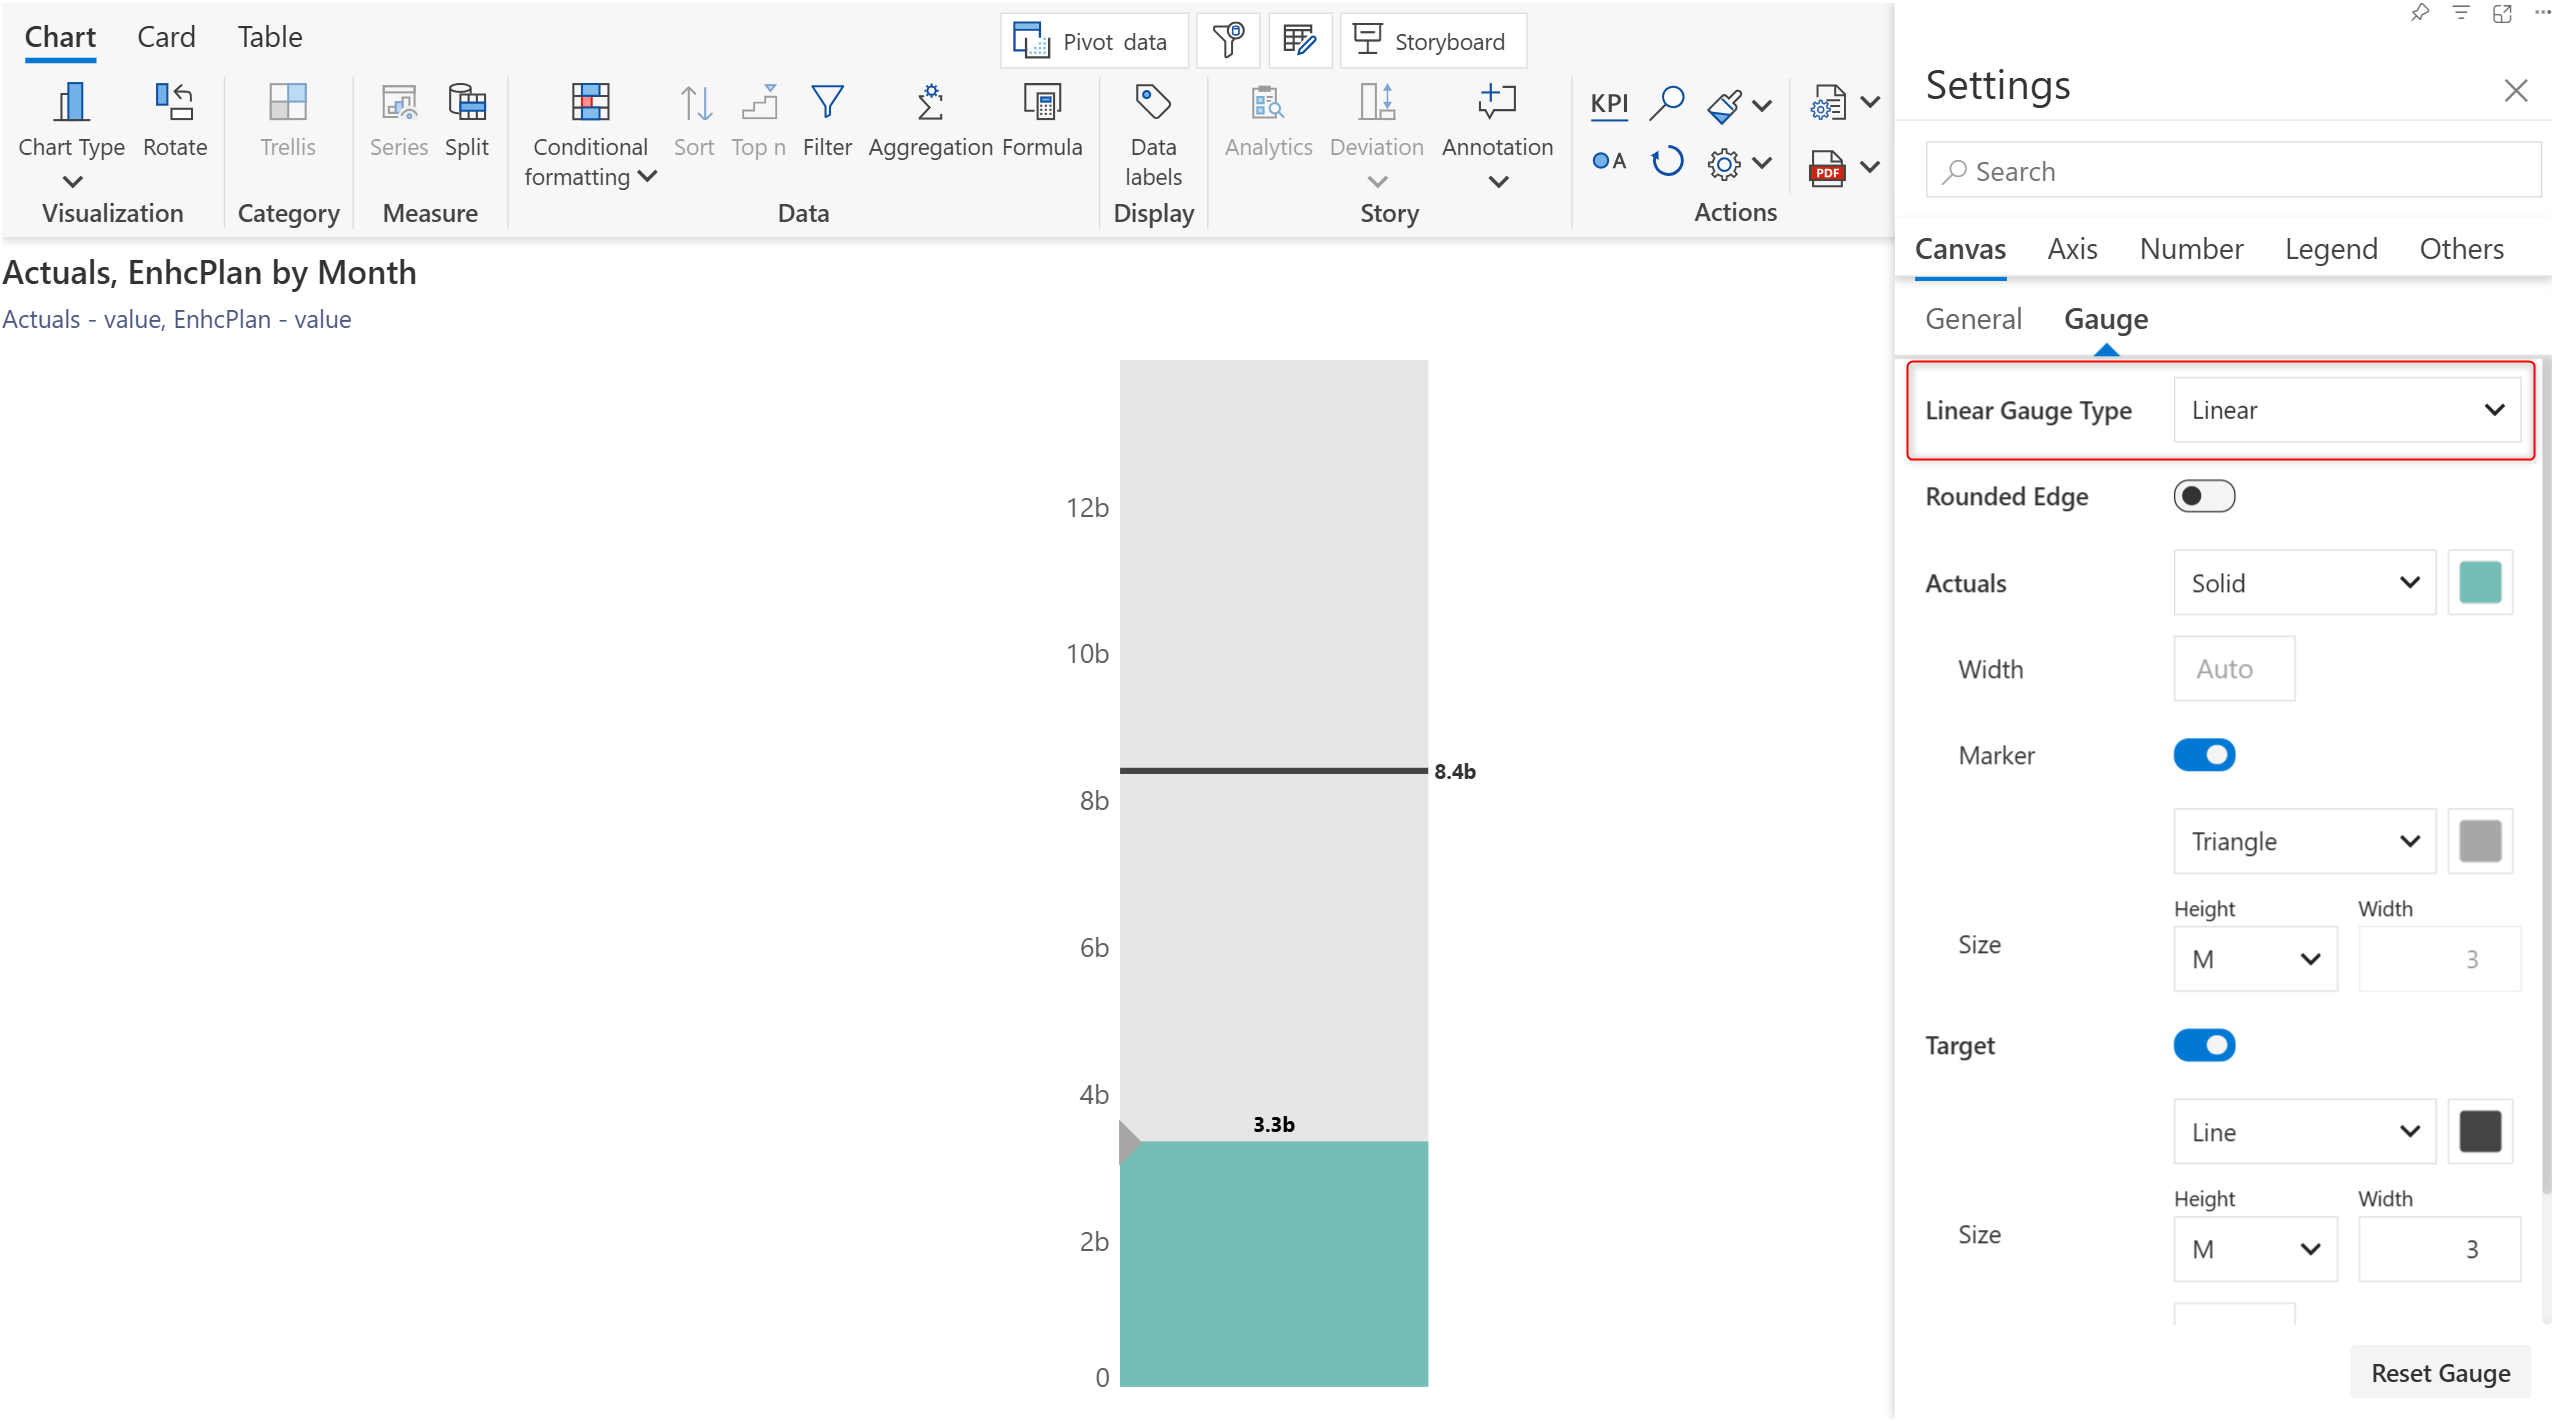 Chart Card Table
Pivot data
Storyboard
Chart Type
Rotate
Visualization
Trellis
Category
Series
Split
Measure
Conditional
formatting
Sort
Top n
Filter
Aggregation
Formula
Data
Data
labels
Display
Analytics
Deviation
Annotation
Story
KPI
A
PDF
Actions
Actuals, EnhcPlan by Month
Actuals - value, EnhcPlan - value
12b
10b
8b
6b
4b
2b
0
8.4b
3.3b
Settings
Search
Canvas Axis Number Legend Others
General Gauge
Linear Gauge Type Linear
Rounded Edge
Actuals Solid
Width Auto
Marker
Triangle
Height Width
Size M 3
Target
Line
Height Width
Size M 3
Reset Gauge